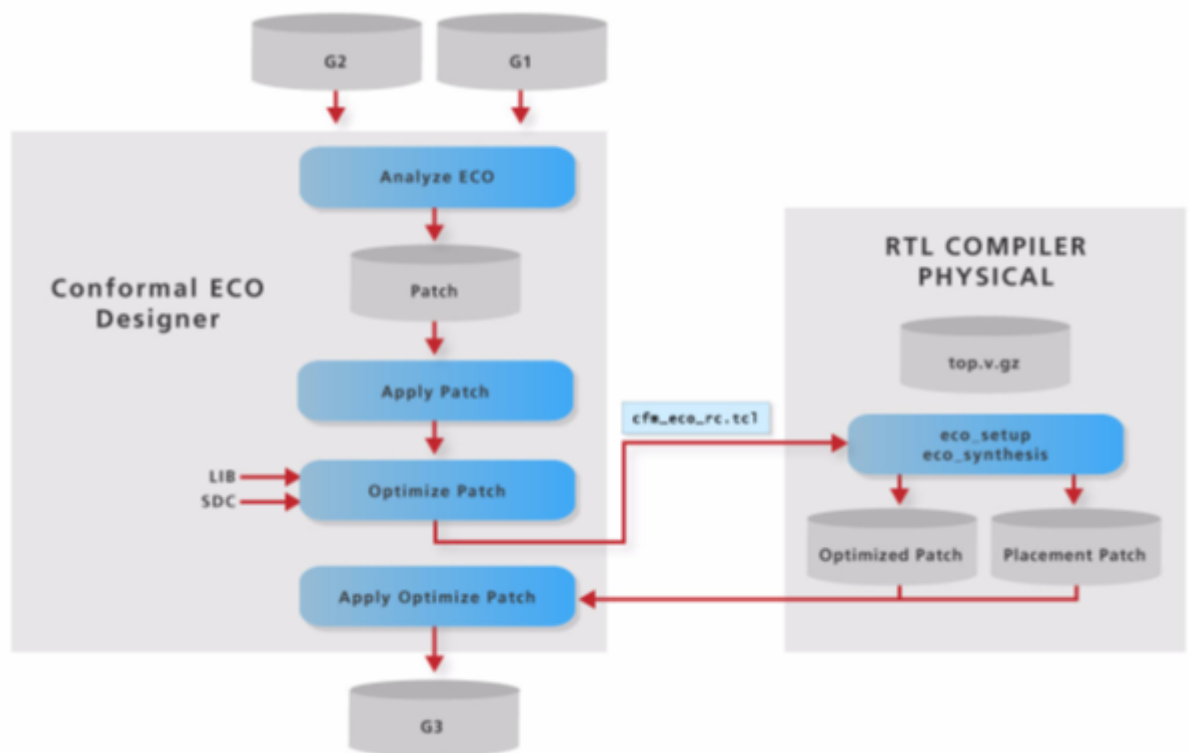 G2
G1
Analyze ECO
Conformal ECO
Designer
Patch
Apply Patch
LIB
SDC
Optimize Patch
Apply Optimize Patch
G3
cfm_eco_rc.tcl
RTL COMPILER
PHYSICAL
top.v.gz
eco_setup
eco_synthesis
Optimized Patch
Placement Patch